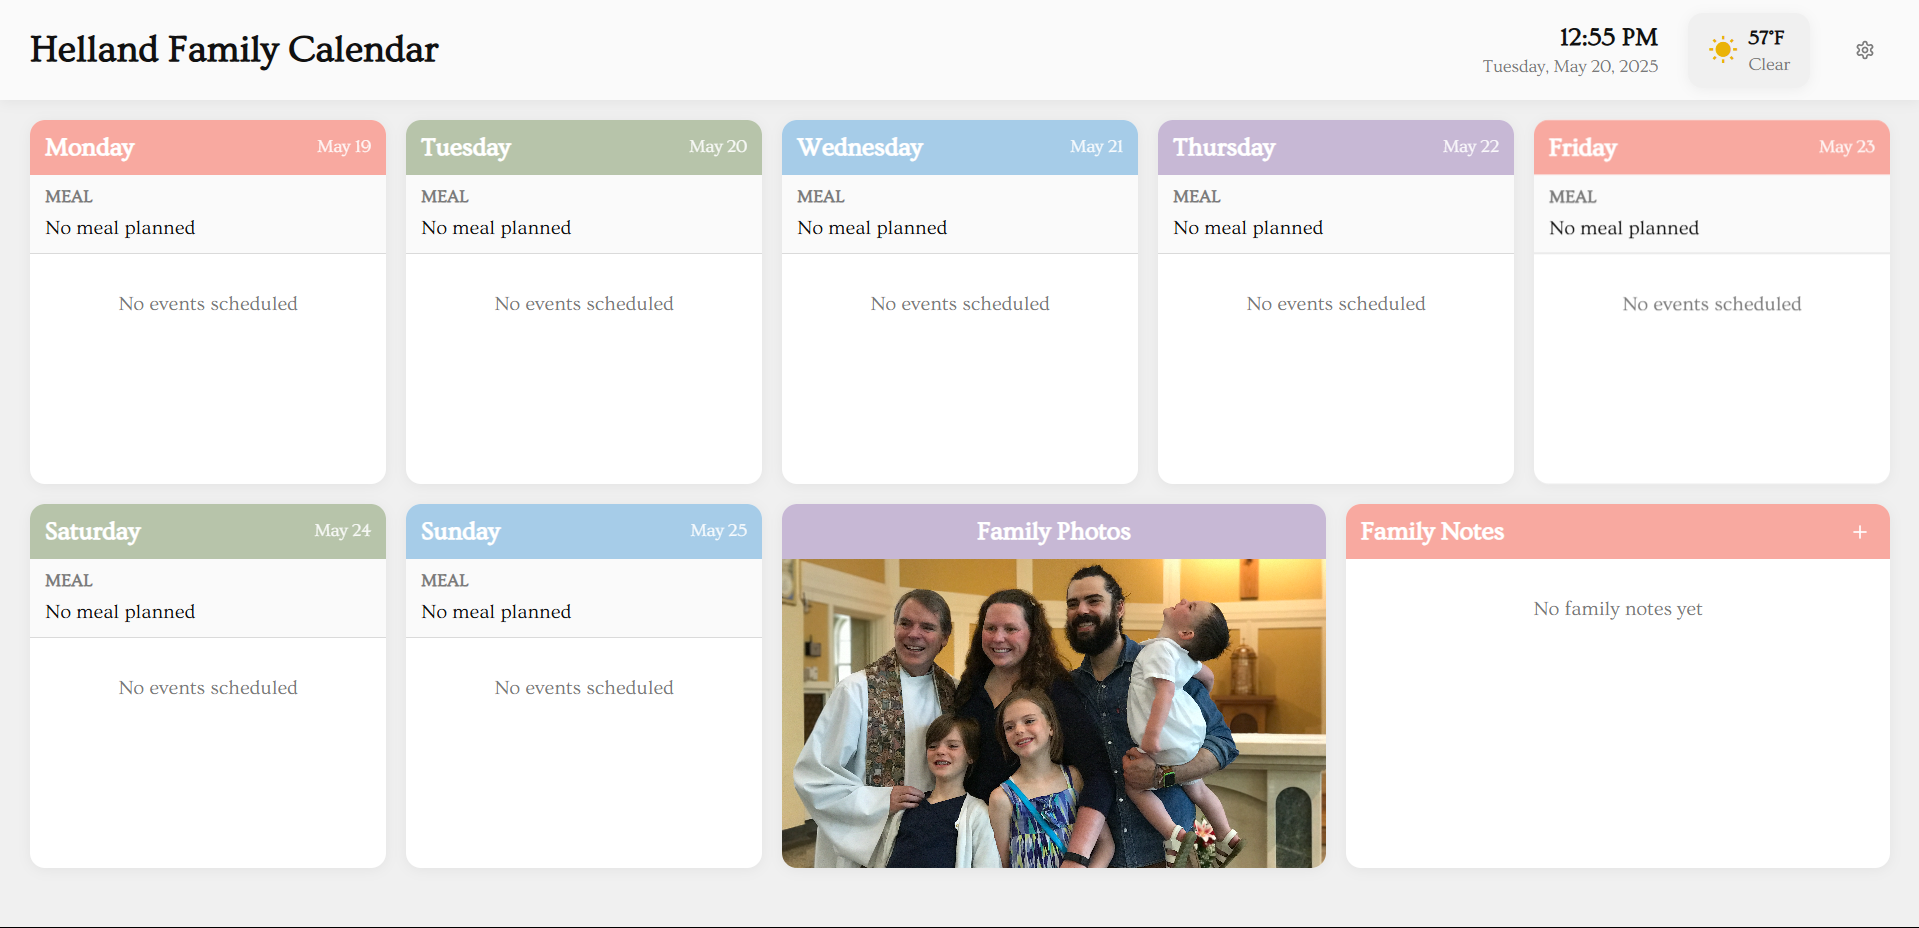 Helland Family Calendar
12:55 PM
Tuesday, May 20, 2025
57°F
Clear
Monday May 19
MEAL
No meal planned
No events scheduled
Tuesday May 20
MEAL
No meal planned
No events scheduled
Wednesday May 21
MEAL
No meal planned
No events scheduled
Thursday May 22
MEAL
No meal planned
No events scheduled
Friday May 23
MEAL
No meal planned
No events scheduled
Saturday May 24
MEAL
No meal planned
No events scheduled
Sunday May 25
MEAL
No meal planned
No events scheduled
Family Photos
Family Notes +
No family notes yet